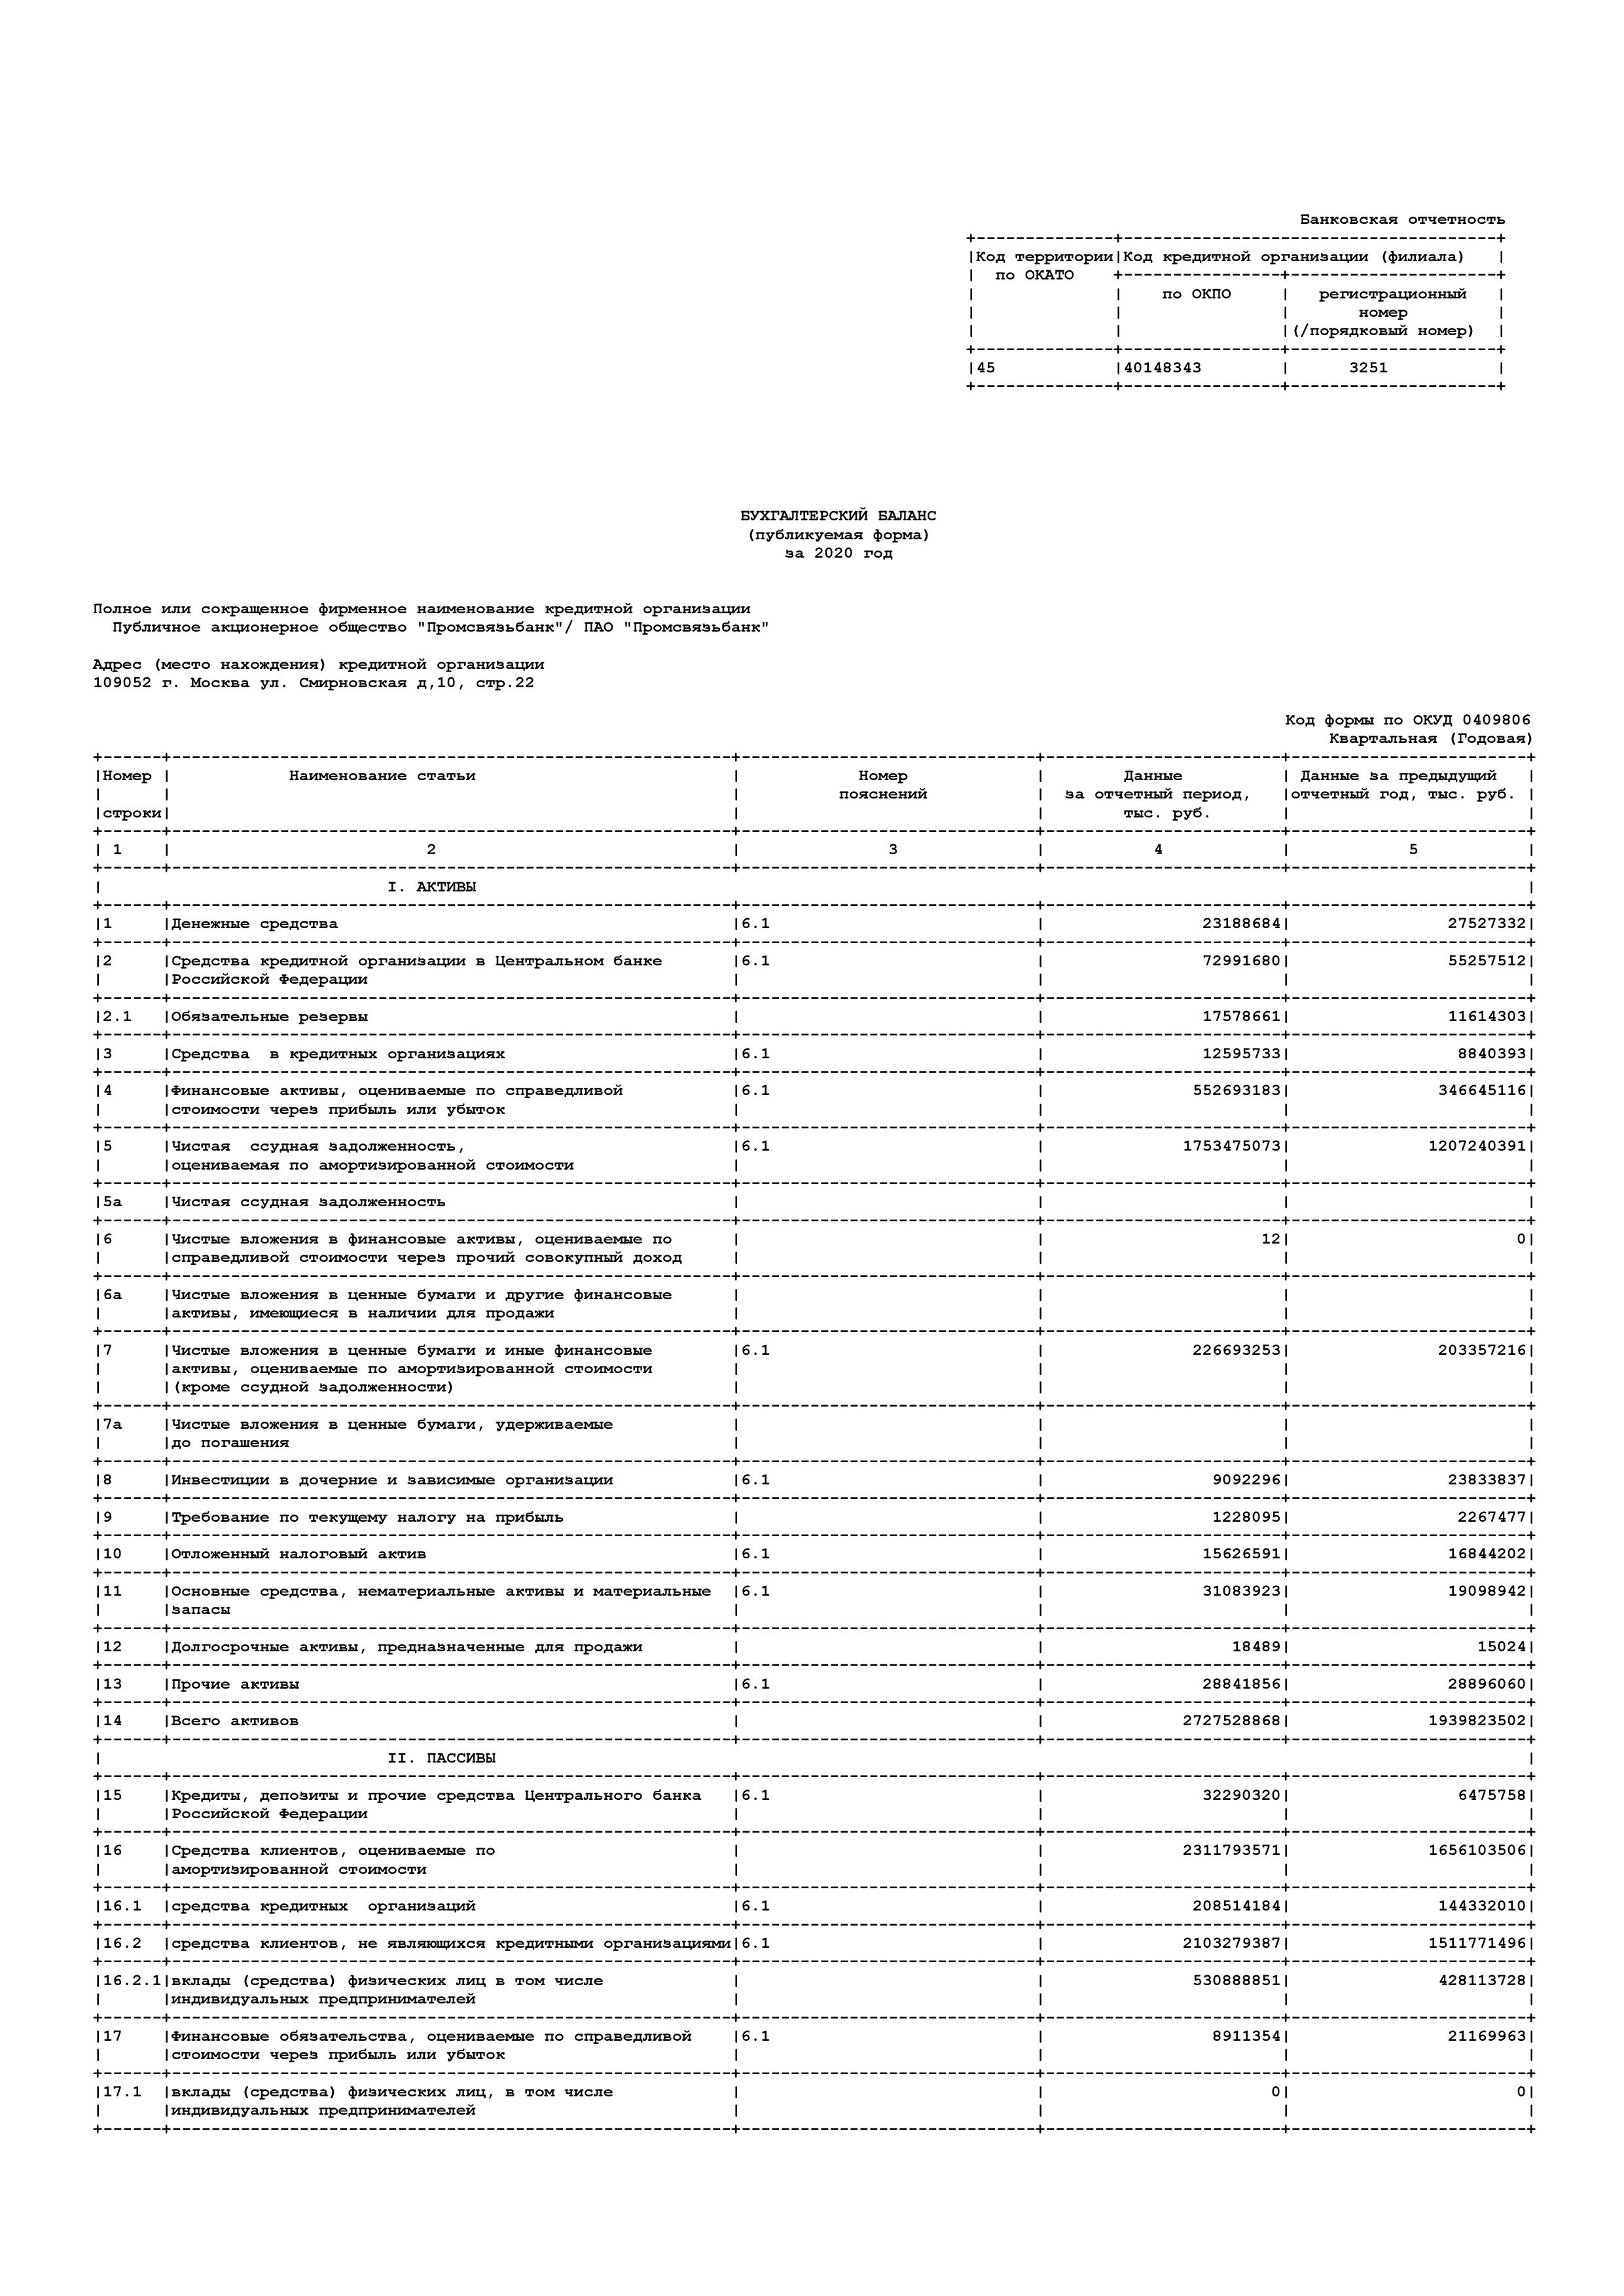 Банковская отчетность
Код территории Код кредитной организации (филиала)
по ОКАТО
по ОКПО регистрационный
номер
(/порядковый номер)
45 40148343 3251
БУХГАЛТЕРСКИЙ БАЛАНС
(публикуемая форма)
за 2020 год
Полное или сокращенное фирменное наименование кредитной организации
Публичное акционерное общество "Промсвязьбанк"/ ПАО "Промсвязьбанк"
Адрес (место нахождения) кредитной организации
109052 г. Москва ул. Смирновская д,10, стр.22
Код формы по ОКУД 0409806
Квартальная (Годовая)
Номер Наименование статьи Номер Данные Данные за предыдущий
пояснений за отчетный период, отчетный год, тыс. руб.
строки тыс. руб.
1 2 3 4 5
I. АКТИВЫ
1 Денежные средства 6.1 23188684 27527332
2 Средства кредитной организации в Центральном банке 6.1 72991680 55257512
Российской Федерации
2.1 Обязательные резервы 17578661 11614303
3 Средства в кредитных организациях 6.1 12595733 8840393
4 Финансовые активы, оцениваемые по справедливой 6.1 552693183 346645116
стоимости через прибыль или убыток
5 Чистая ссудная задолженность, 6.1 1753475073 1207240391
оцениваемая по амортизированной стоимости
5а Чистая ссудная задолженность
6 Чистые вложения в финансовые активы, оцениваемые по 12 0
справедливой стоимости через прочий совокупный доход
6а Чистые вложения в ценные бумаги и другие финансовые
активы, имеющиеся в наличии для продажи
7 Чистые вложения в ценные бумаги и иные финансовые 6.1 226693253 203357216
активы, оцениваемые по амортизированной стоимости
(кроме ссудной задолженности)
7а Чистые вложения в ценные бумаги, удерживаемые
до погашения
8 Инвестиции в дочерние и зависимые организации 6.1 9092296 23833837
9 Требование по текущему налогу на прибыль 1228095 2267477
10 Отложенный налоговый актив 6.1 15626591 16844202
11 Основные средства, нематериальные активы и материальные 6.1 31083923 19098942
запасы
12 Долгосрочные активы, предназначенные для продажи 18489 15024
13 Прочие активы 6.1 28841856 28896060
14 Всего активов 2727528868 1939823502
II. ПАССИВЫ
15 Кредиты, депозиты и прочие средства Центрального банка 6.1 32290320 6475758
Российской Федерации
16 Средства клиентов, оцениваемые по 2311793571 1656103506
амортизированной стоимости
16.1 средства кредитных организаций 6.1 208514184 144332010
16.2 средства клиентов, не являющихся кредитными организациями 6.1 2103279387 1511771496
16.2.1 вклады (средства) физических лиц в том числе 530888851 428113728
индивидуальных предпринимателей
17 Финансовые обязательства, оцениваемые по справедливой 6.1 8911354 21169963
стоимости через прибыль или убыток
17.1 вклады (средства) физических лиц, в том числе 0 0
индивидуальных предпринимателей